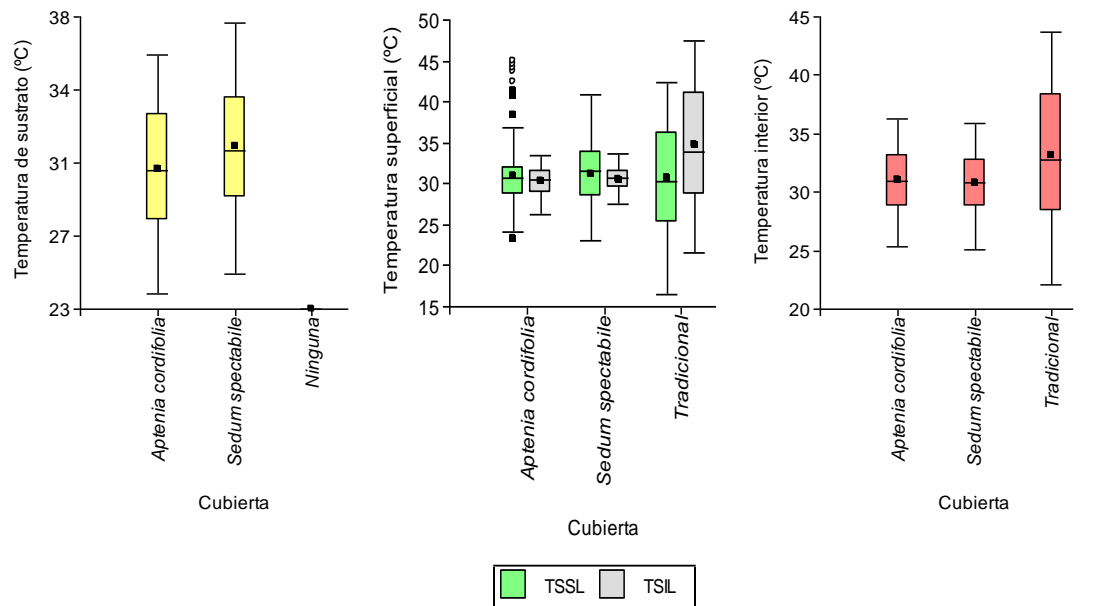 Temperatura de sustrato (ºC)
38
34
31
27
23
Aptenia cordifolia
Sedum spectabile
Ninguna
Cubierta
Temperatura superficial (ºC)
50
45
40
35
30
25
20
15
Aptenia cordifolia
Sedum spectabile
Tradicional
Cubierta
TSSL TSIL
Temperatura interior (ºC)
45
40
35
30
25
20
Aptenia cordifolia
Sedum spectabile
Tradicional
Cubierta